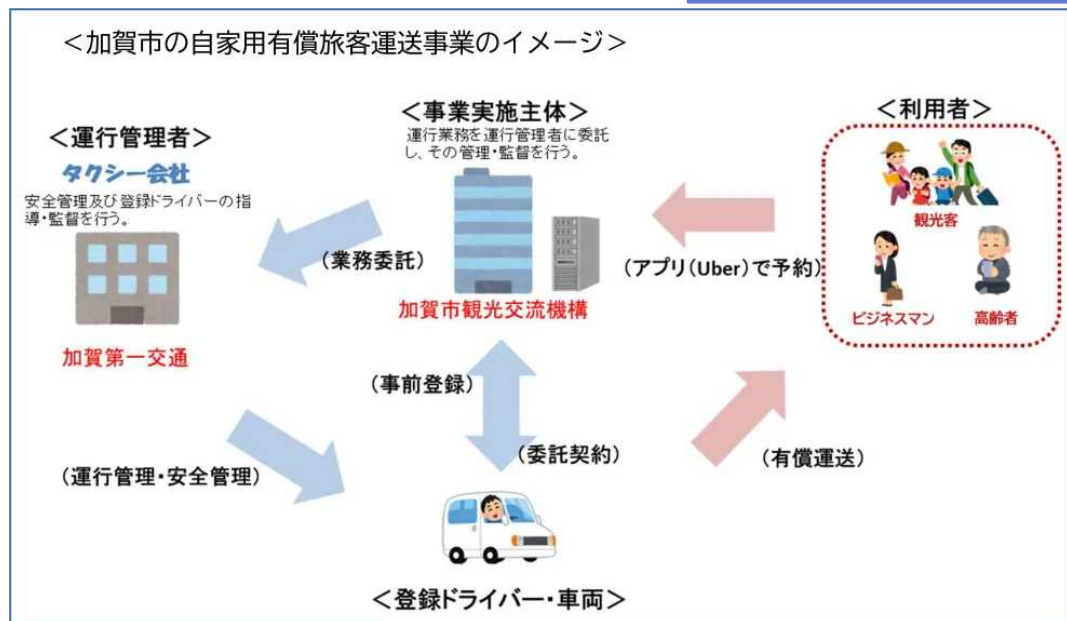 ＜加賀市の自家用有償旅客運送事業のイメージ＞
＜運行管理者＞
タクシー会社
安全管理及び登録ドライバーの指
導・監督を行う。
加賀第一交通
＜事業実施主体＞
運行業務を運行管理者に委託
し、その管理・監督を行う。
加賀市観光交流機構
＜利用者＞
観光客
ビジネスマン
高齢者
（業務委託）
（アプリ（Uber）で予約）
（事前登録）
（委託契約）
（運行管理・安全管理）
（有償運送）
＜登録ドライバー・車両＞